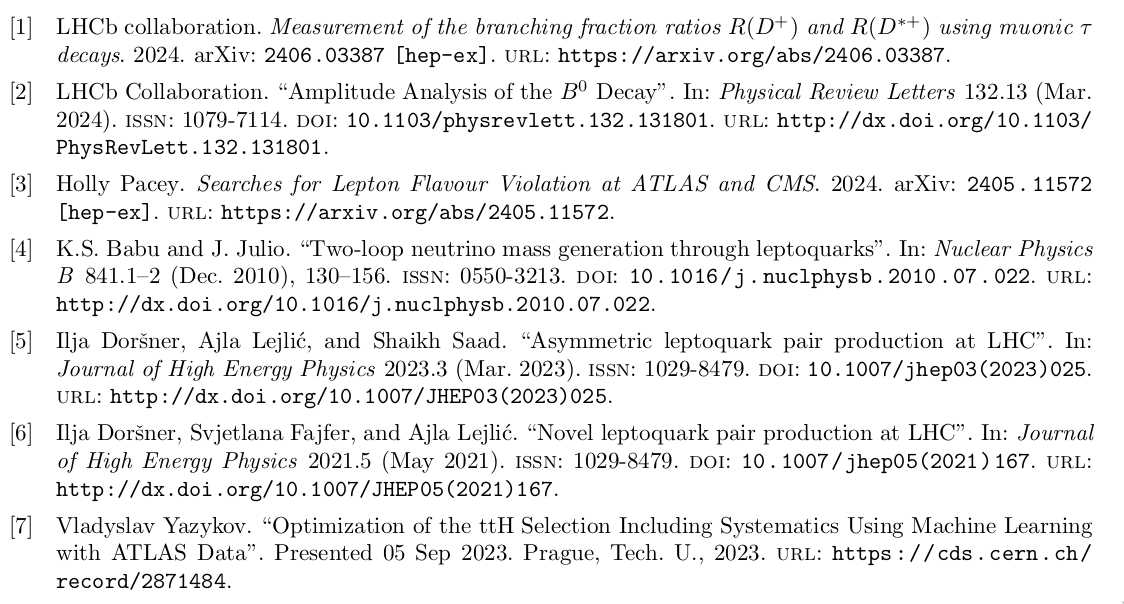 [1] LHCb collaboration. Measurement of the branching fraction ratios R(D⁺) and R(D*⁺) using muonic τ
decays. 2024. arXiv: 2406.03387 [hep-ex]. URL: https://arxiv.org/abs/2406.03387.
[2] LHCb Collaboration. “Amplitude Analysis of the B⁰ Decay”. In: Physical Review Letters 132.13 (Mar.
2024). ISSN: 1079-7114. DOI: 10.1103/physrevlett.132.131801. URL: http://dx.doi.org/10.1103/
PhysRevLett.132.131801.
[3] Holly Pacey. Searches for Lepton Flavour Violation at ATLAS and CMS. 2024. arXiv: 2405.11572
[hep-ex]. URL: https://arxiv.org/abs/2405.11572.
[4] K.S. Babu and J. Julio. “Two-loop neutrino mass generation through leptoquarks”. In: Nuclear Physics
B 841.1–2 (Dec. 2010), 130–156. ISSN: 0550-3213. DOI: 10.1016/j.nuclphysb.2010.07.022. URL:
http://dx.doi.org/10.1016/j.nuclphysb.2010.07.022.
[5] Ilja Doršner, Ajla Lejlić, and Shaikh Saad. “Asymmetric leptoquark pair production at LHC”. In:
Journal of High Energy Physics 2023.3 (Mar. 2023). ISSN: 1029-8479. DOI: 10.1007/jhep03(2023)025.
URL: http://dx.doi.org/10.1007/JHEP03(2023)025.
[6] Ilja Doršner, Svjetlana Fajfer, and Ajla Lejlić. “Novel leptoquark pair production at LHC”. In: Journal
of High Energy Physics 2021.5 (May 2021). ISSN: 1029-8479. DOI: 10.1007/jhep05(2021)167. URL:
http://dx.doi.org/10.1007/JHEP05(2021)167.
[7] Vladyslav Yazykov. “Optimization of the ttH Selection Including Systematics Using Machine Learning
with ATLAS Data”. Presented 05 Sep 2023. Prague, Tech. U., 2023. URL: https://cds.cern.ch/
record/2871484.